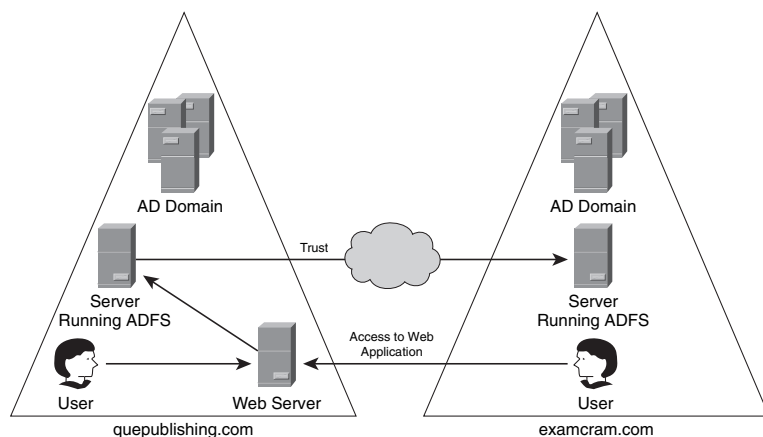 AD Domain
AD Domain
Trust
Server
Running ADFS
Server
Running ADFS
Access to Web
Application
User
Web Server
User
quepublishing.com
examcram.com